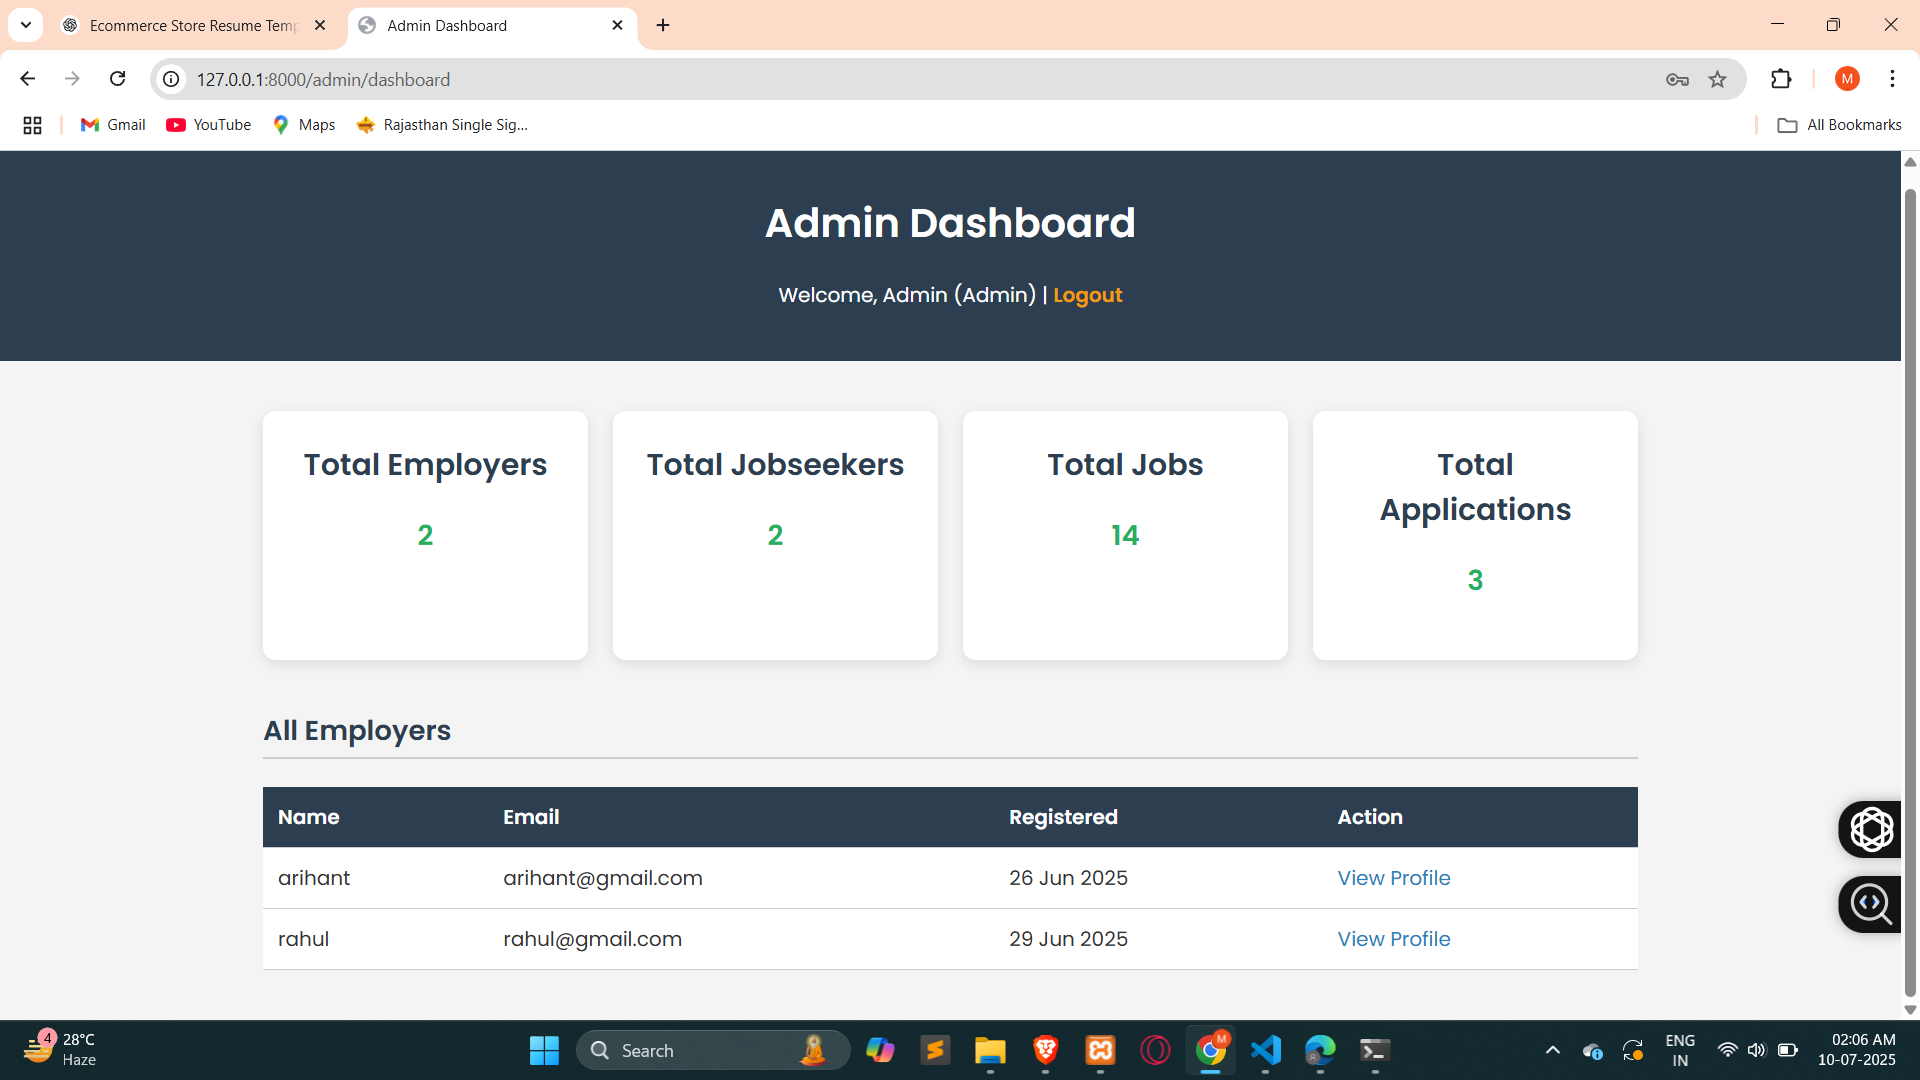 Ecommerce Store Resume Temp
Admin Dashboard
127.0.0.1:8000/admin/dashboard
M
Gmail
YouTube
Maps
Rajasthan Single Sig...
All Bookmarks
Admin Dashboard
Welcome, Admin (Admin) | Logout
Total Employers
2
Total Jobseekers
2
Total Jobs
14
Total
Applications
3
All Employers
Name Email Registered Action
arihant arihant@gmail.com 26 Jun 2025 View Profile
rahul rahul@gmail.com 29 Jun 2025 View Profile
4
28°C
Haze
Search
M
ENG
IN
02:06 AM
10-07-2025